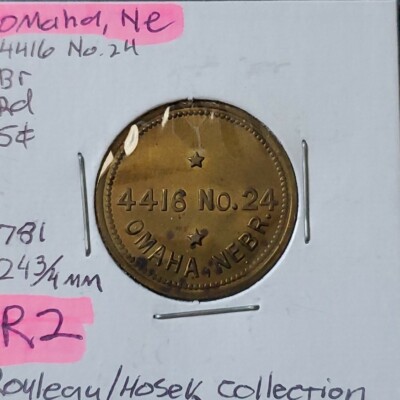 Omaha, Ne
4416 No. 24
Br
Rd
5¢
781
24 3/4 mm
R2
Rouleau/Hosek Collection
4416 No. 24
OMAHA, NEBR.